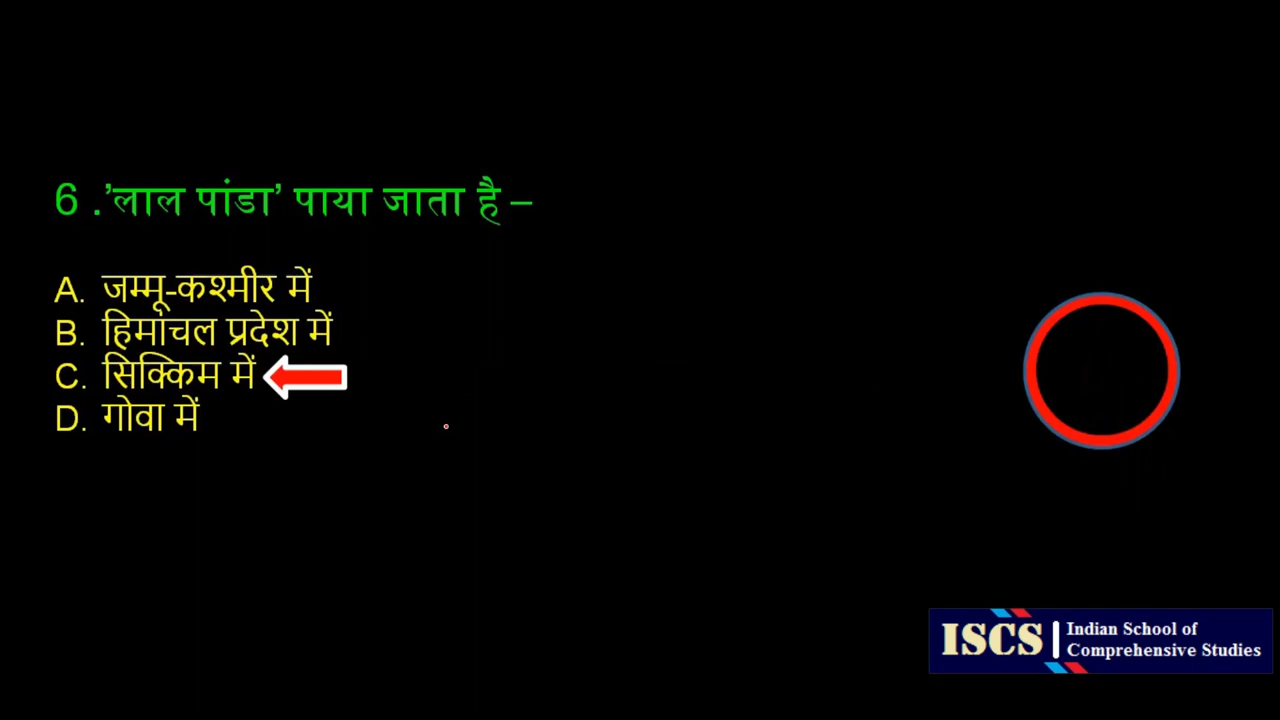 6 .’लाल पांडा’ पाया जाता है –
A. जम्मू-कश्मीर में
B. हिमांचल प्रदेश में
C. सिक्किम में
D. गोवा में
ISCS
Indian School of
Comprehensive Studies